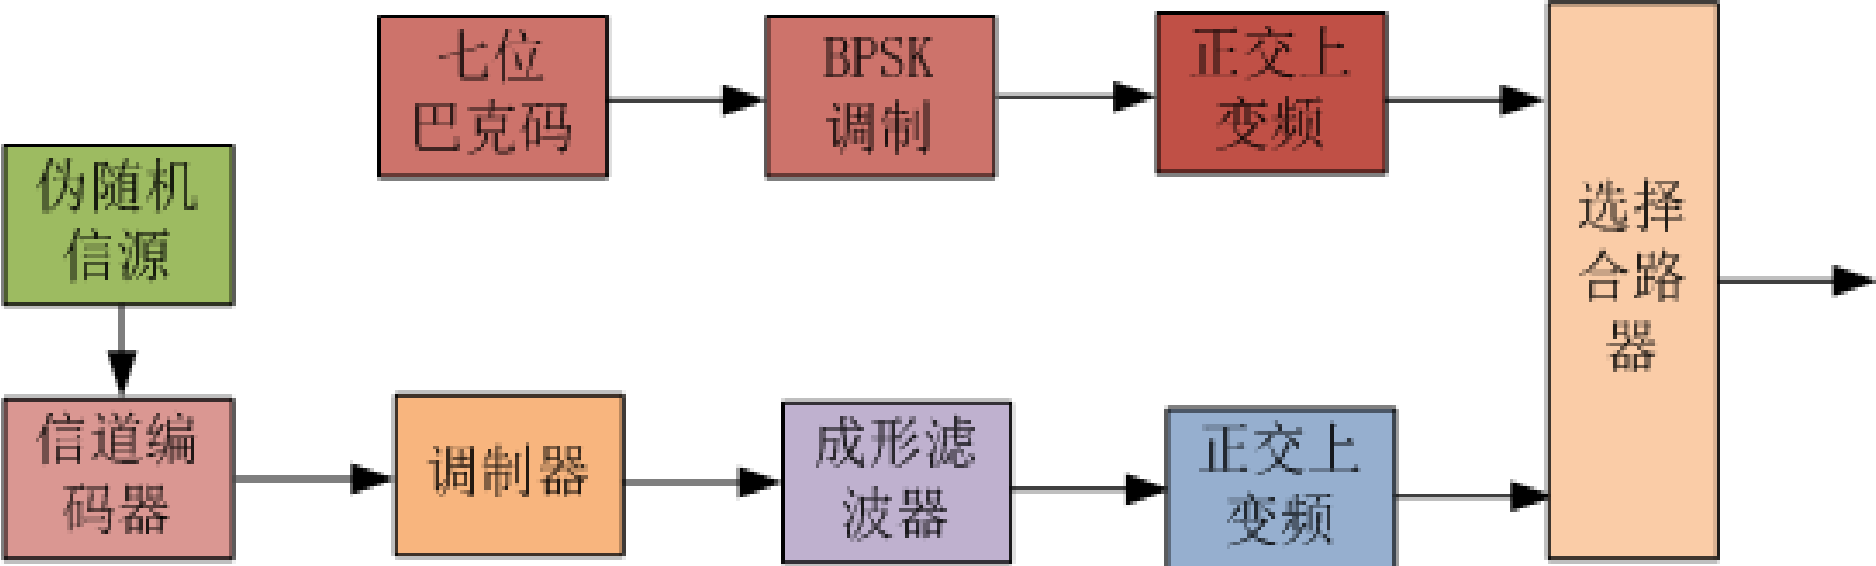 七位
巴克码
BPSK
调制
正交上
变频
伪随机
信源
选择
合路
器
信道编
码器
调制器
成形滤
波器
正交上
变频